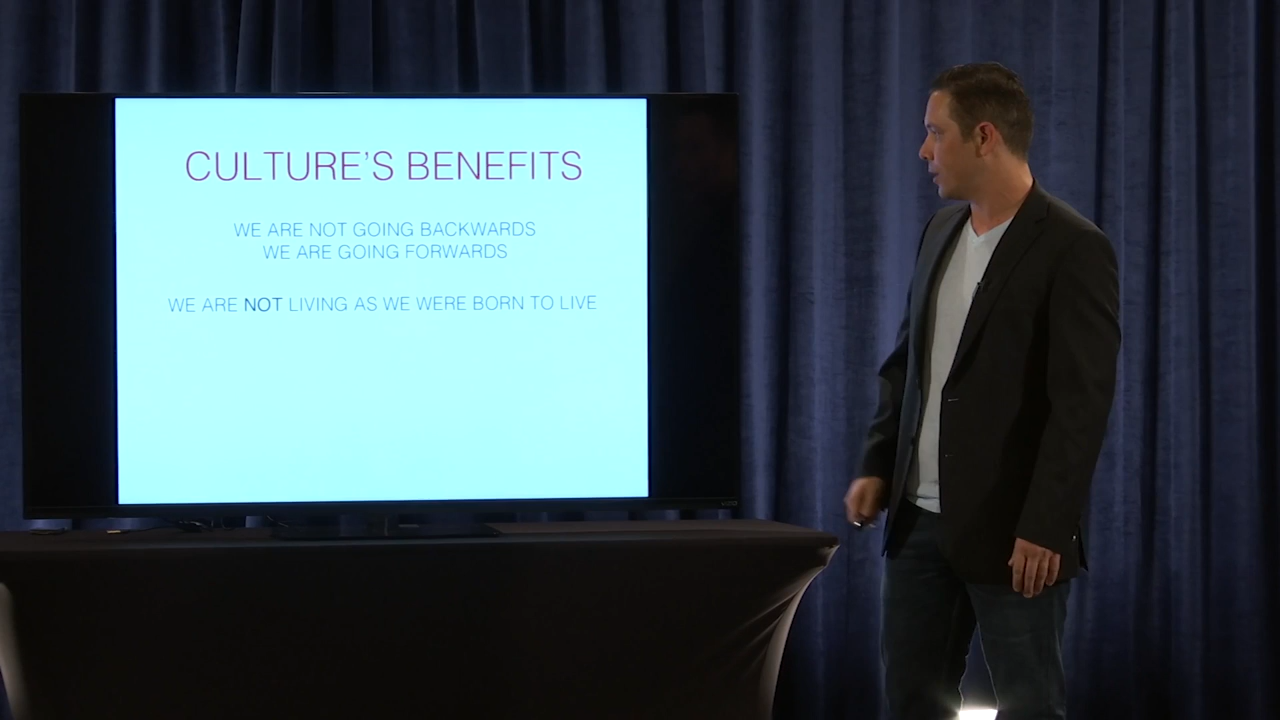 CULTURE'S BENEFITS
WE ARE NOT GOING BACKWARDS
WE ARE GOING FORWARDS
WE ARE NOT LIVING AS WE WERE BORN TO LIVE
VIZIO